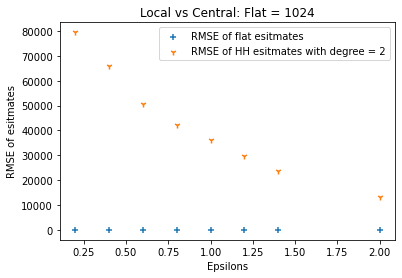 Local vs Central: Flat = 1024
RMSE of flat esitmates
RMSE of HH esitmates with degree = 2
RMSE of esitmates
80000
70000
60000
50000
40000
30000
20000
10000
0
0.25 0.50 0.75 1.00 1.25 1.50 1.75 2.00
Epsilons